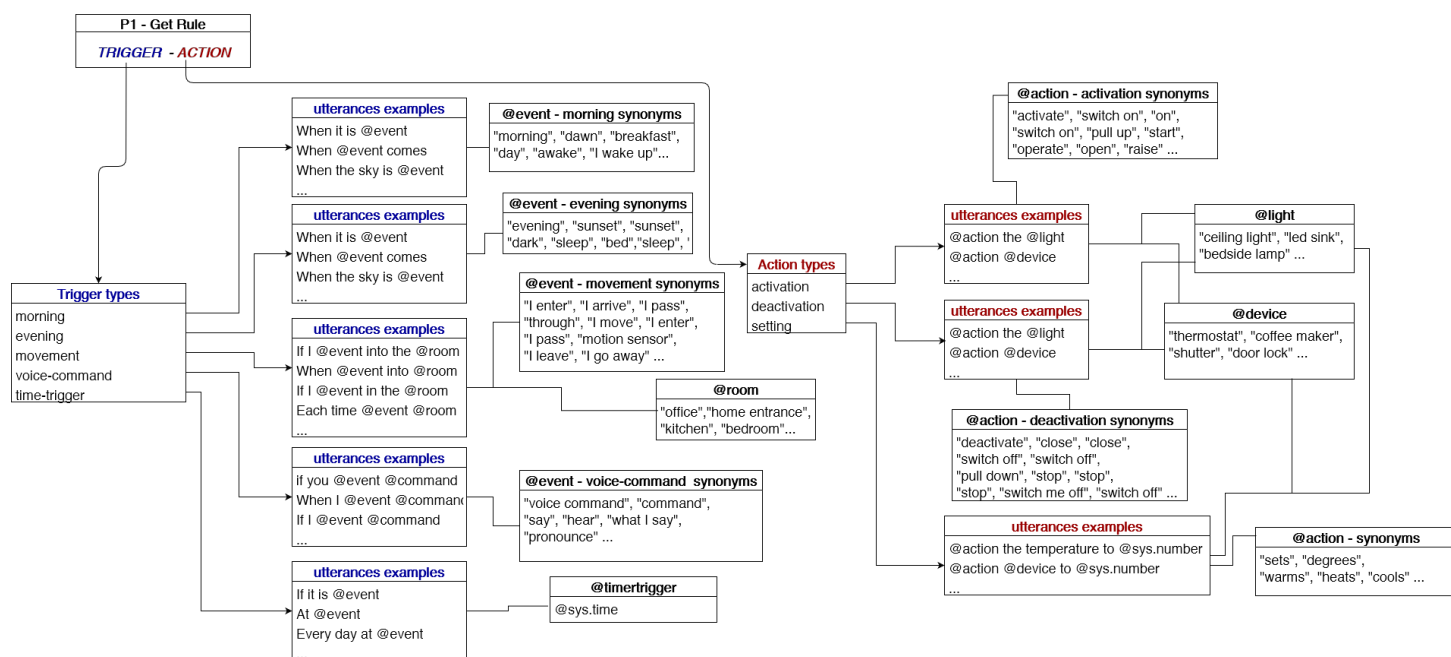 P1 - Get Rule
TRIGGER - ACTION
Trigger types
morning
evening
movement
voice-command
time-trigger
utterances examples
When it is @event
When @event comes
When the sky is @event
...
@event - morning synonyms
"morning", "dawn", "breakfast",
"day", "awake", "I wake up"...
utterances examples
When it is @event
When @event comes
When the sky is @event
...
@event - evening synonyms
"evening", "sunset", "sunset",
"dark", "sleep", "bed","sleep", '
utterances examples
If I @event into the @room
When @event into @room
If I @event in the @room
Each time @event @room
...
@event - movement synonyms
"I enter", "I arrive", "I pass",
"through", "I move", "I enter",
"I pass", "motion sensor",
"I leave", "I go away" ...
@room
"office","home entrance",
"kitchen", "bedroom"...
utterances examples
if you @event @command
When I @event @command
If I @event @command
...
@event - voice-command synonyms
"voice command", "command",
"say", "hear", "what I say",
"pronounce" ...
utterances examples
If it is @event
At @event
Every day at @event
...
@timertrigger
@sys.time
Action types
activation
deactivation
setting
@action - activation synonyms
"activate", "switch on", "on",
"switch on", "pull up", "start",
"operate", "open", "raise" ...
utterances examples
@action the @light
@action @device
...
@light
"ceiling light", "led sink",
"bedside lamp" ...
utterances examples
@action the @light
@action @device
...
@device
"thermostat", "coffee maker",
"shutter", "door lock" ...
@action - deactivation synonyms
"deactivate", "close", "close",
"switch off", "switch off",
"pull down", "stop", "stop",
"stop", "switch me off", "switch off" ...
utterances examples
@action the temperature to @sys.number
@action @device to @sys.number
...
@action - synonyms
"sets", "degrees",
"warms", "heats", "cools" ...